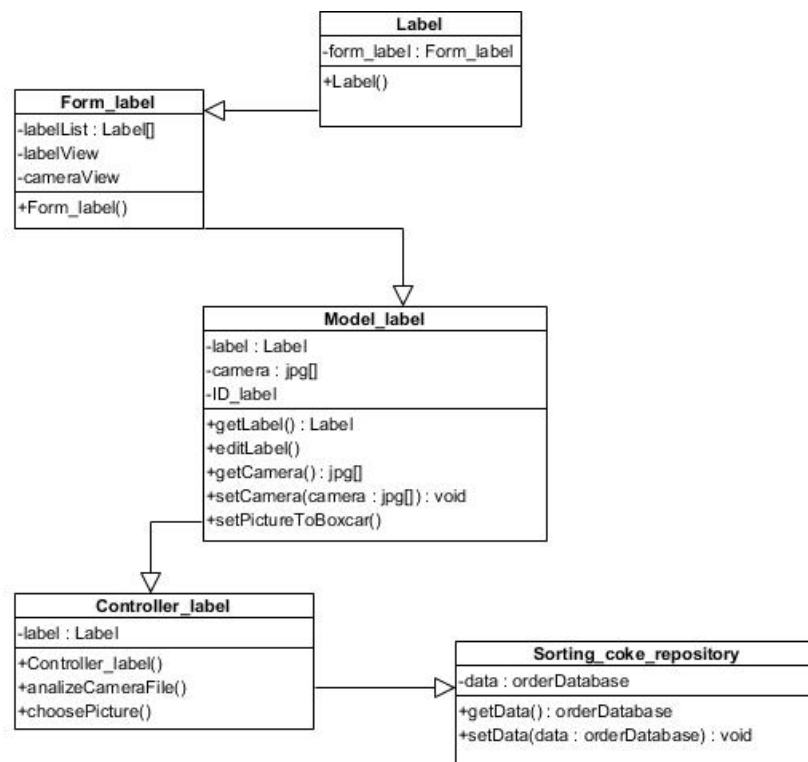 Label
-form_label : Form_label
+Label()
Form_label
-labelList : Label[]
-labelView
-cameraView
+Form_label()
Model_label
-label : Label
-camera : jpg[]
-ID_label
+getLabel() : Label
+editLabel()
+getCamera() : jpg[]
+setCamera(camera : jpg[]) : void
+setPictureToBoxcar()
Controller_label
-label : Label
+Controller_label()
+analizeCameraFile()
+choosePicture()
Sorting_coke_repository
-data : orderDatabase
+getData() : orderDatabase
+setData(data : orderDatabase) : void